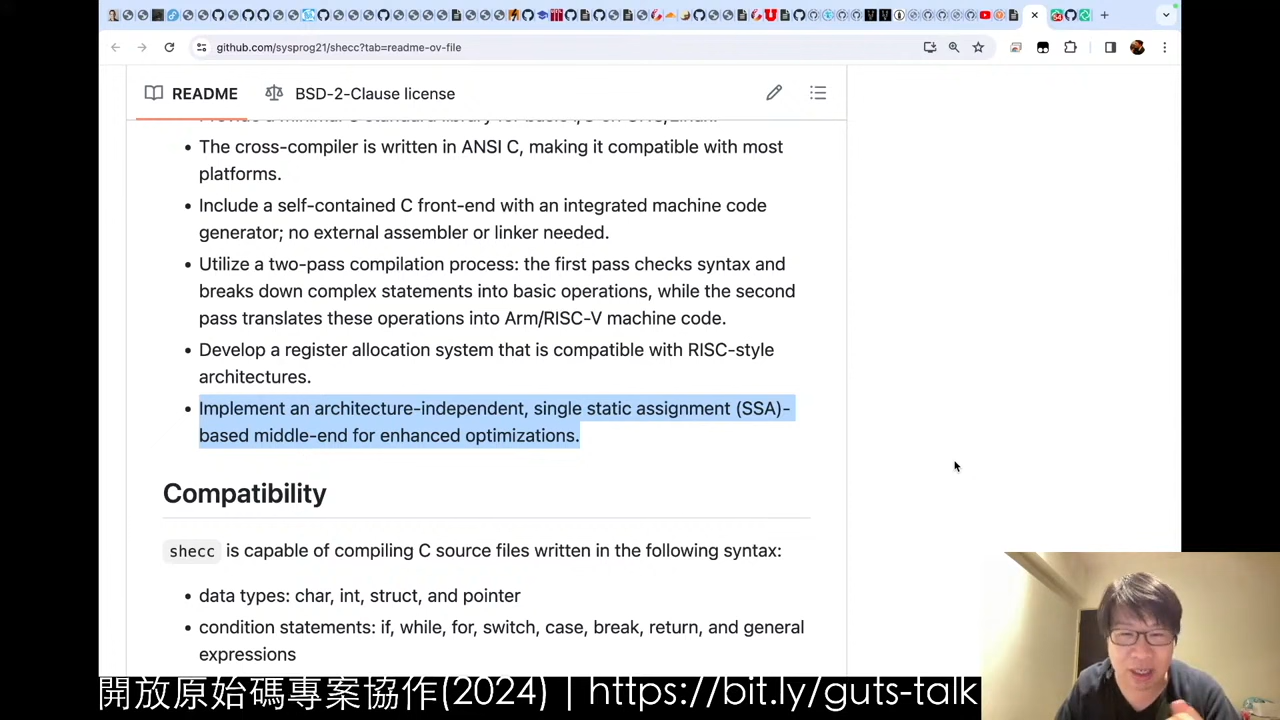 github.com/sysprog21/shecc?tab=readme-ov-file
README
BSD-2-Clause license
The cross-compiler is written in ANSI C, making it compatible with most
platforms.
Include a self-contained C front-end with an integrated machine code
generator; no external assembler or linker needed.
Utilize a two-pass compilation process: the first pass checks syntax and
breaks down complex statements into basic operations, while the second
pass translates these operations into Arm/RISC-V machine code.
Develop a register allocation system that is compatible with RISC-style
architectures.
Implement an architecture-independent, single static assignment (SSA)-
based middle-end for enhanced optimizations.
Compatibility
shecc is capable of compiling C source files written in the following syntax:
data types: char, int, struct, and pointer
condition statements: if, while, for, switch, case, break, return, and general
expressions
開放原始碼專案協作(2024) | https://bit.ly/guts-talk